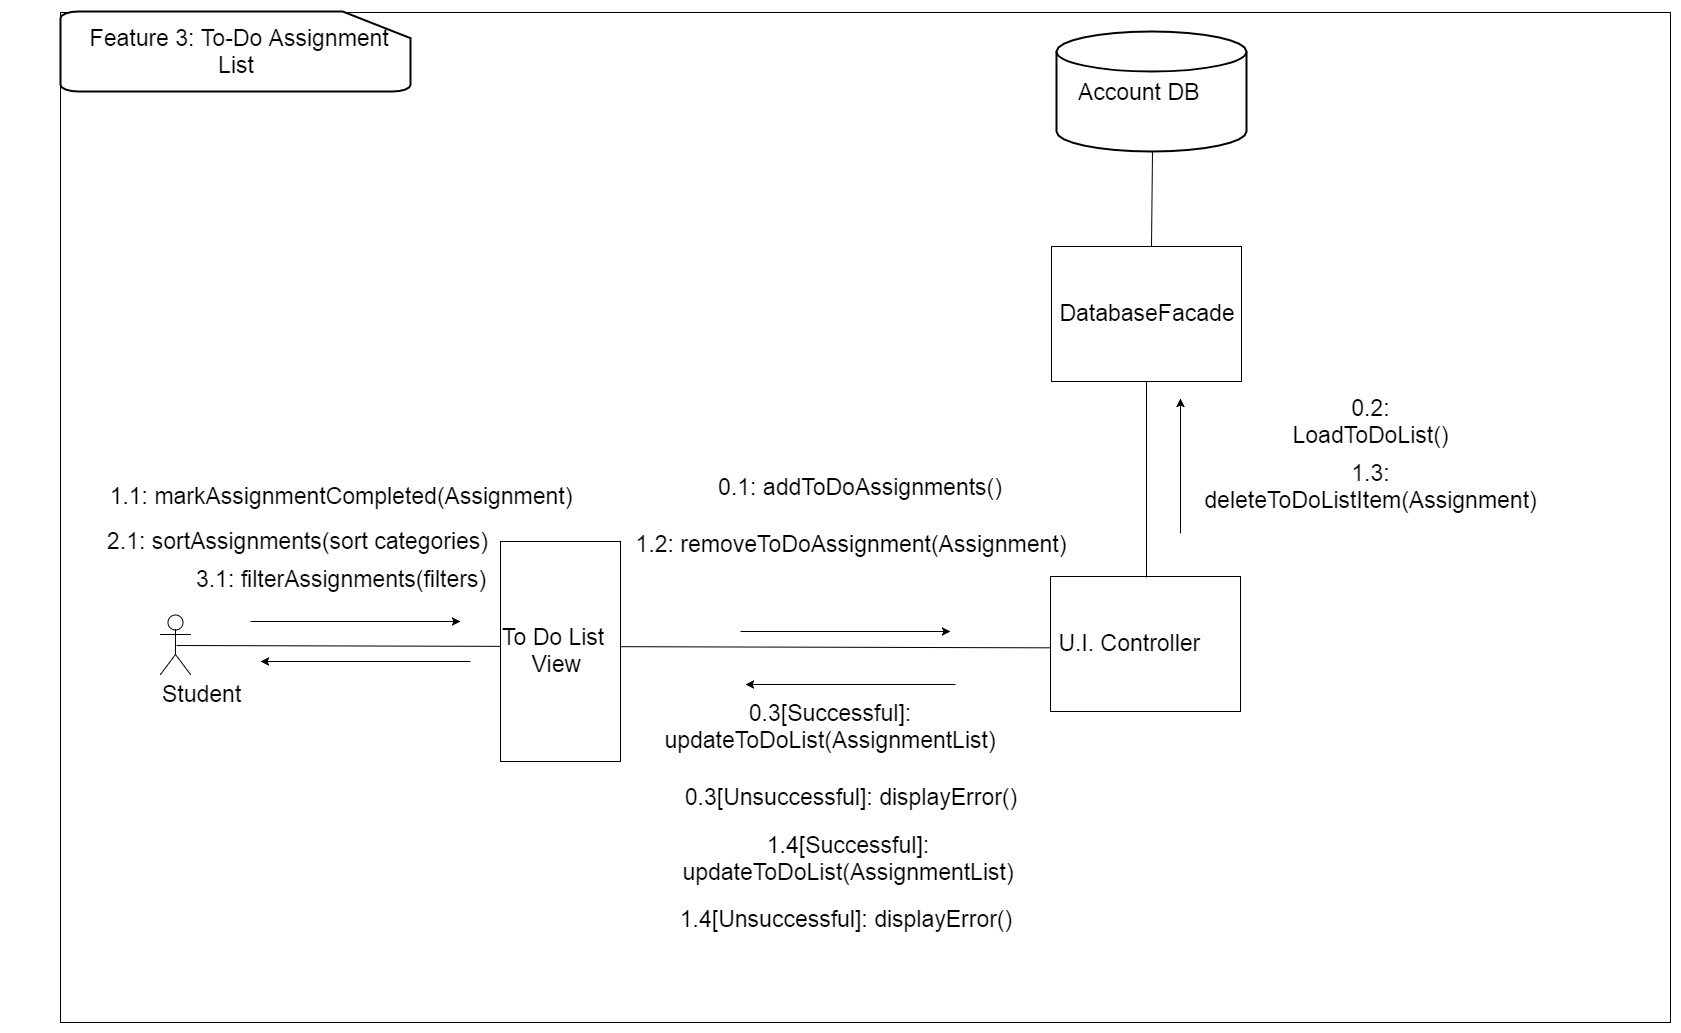 Feature 3: To-Do Assignment
List
Account DB
DatabaseFacade
0.2:
LoadToDoList()
1.3:
deleteToDoListItem(Assignment)
1.1: markAssignmentCompleted(Assignment)
2.1: sortAssignments(sort categories)
3.1: filterAssignments(filters)
0.1: addToDoAssignments()
1.2: removeToDoAssignment(Assignment)
Student
To Do List
View
U.I. Controller
0.3[Successful]:
updateToDoList(AssignmentList)
0.3[Unsuccessful]: displayError()
1.4[Successful]:
updateToDoList(AssignmentList)
1.4[Unsuccessful]: displayError()